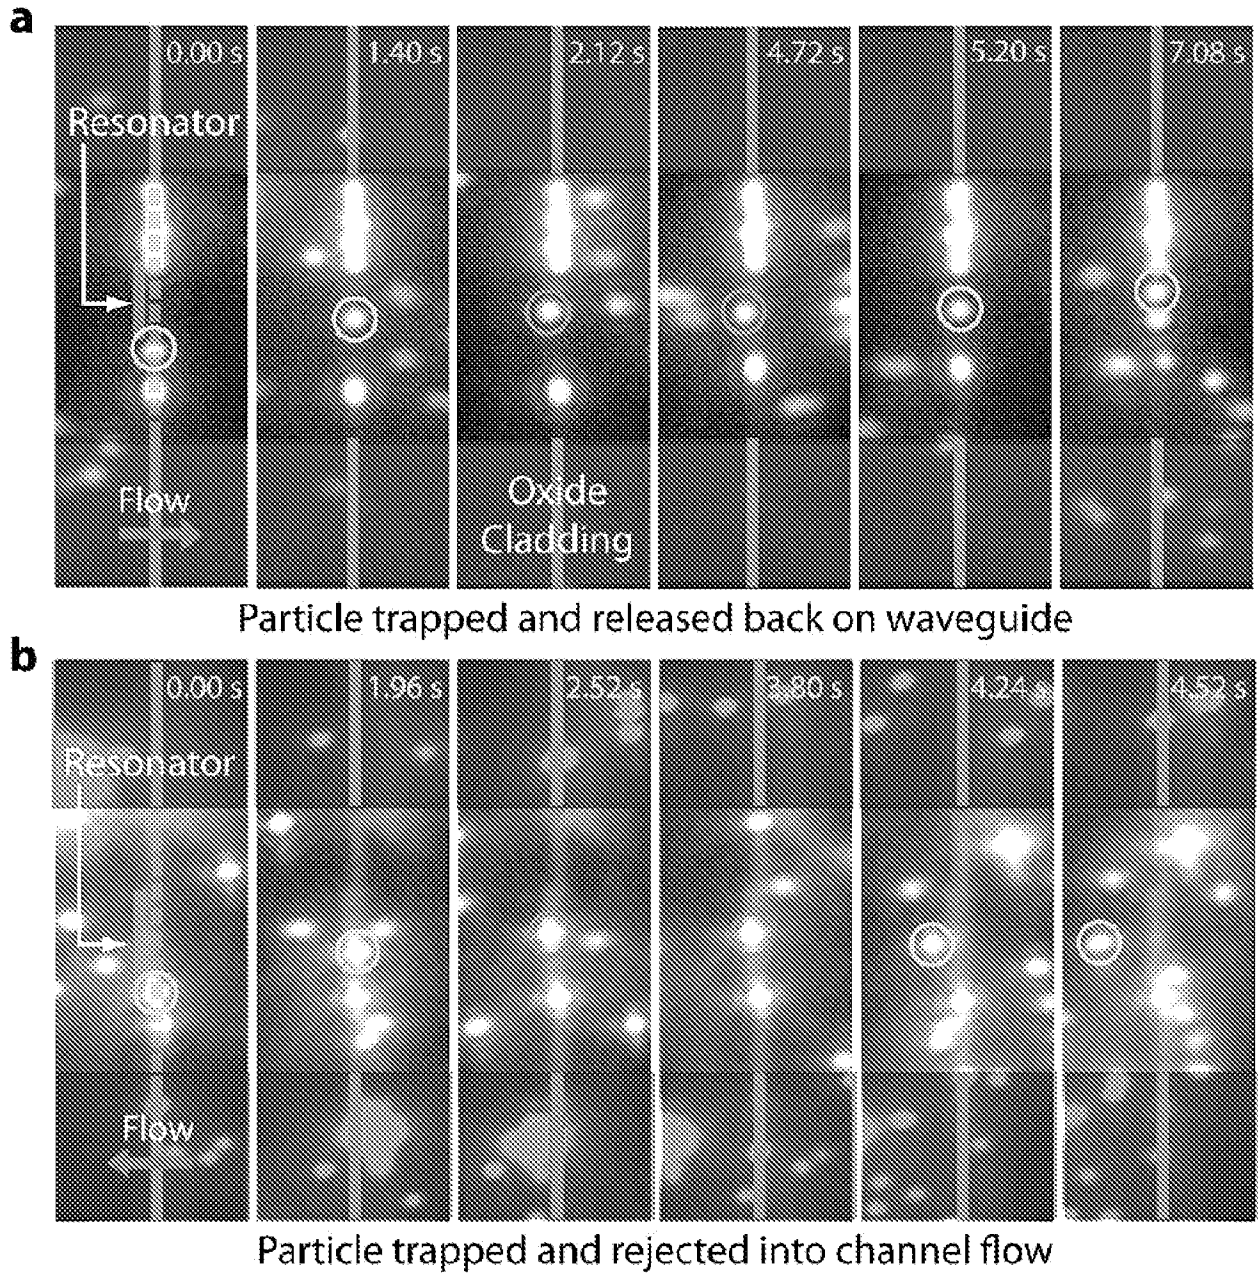 a
0.00 s 1.40 s 2.12 s 4.72 s 5.20 s 7.08 s
Resonator
Flow
Oxide
Cladding
Particle trapped and released back on waveguide
b
0.00 s 1.96 s 2.52 s 3.80 s 4.24 s 4.52 s
Resonator
Flow
Particle trapped and rejected into channel flow